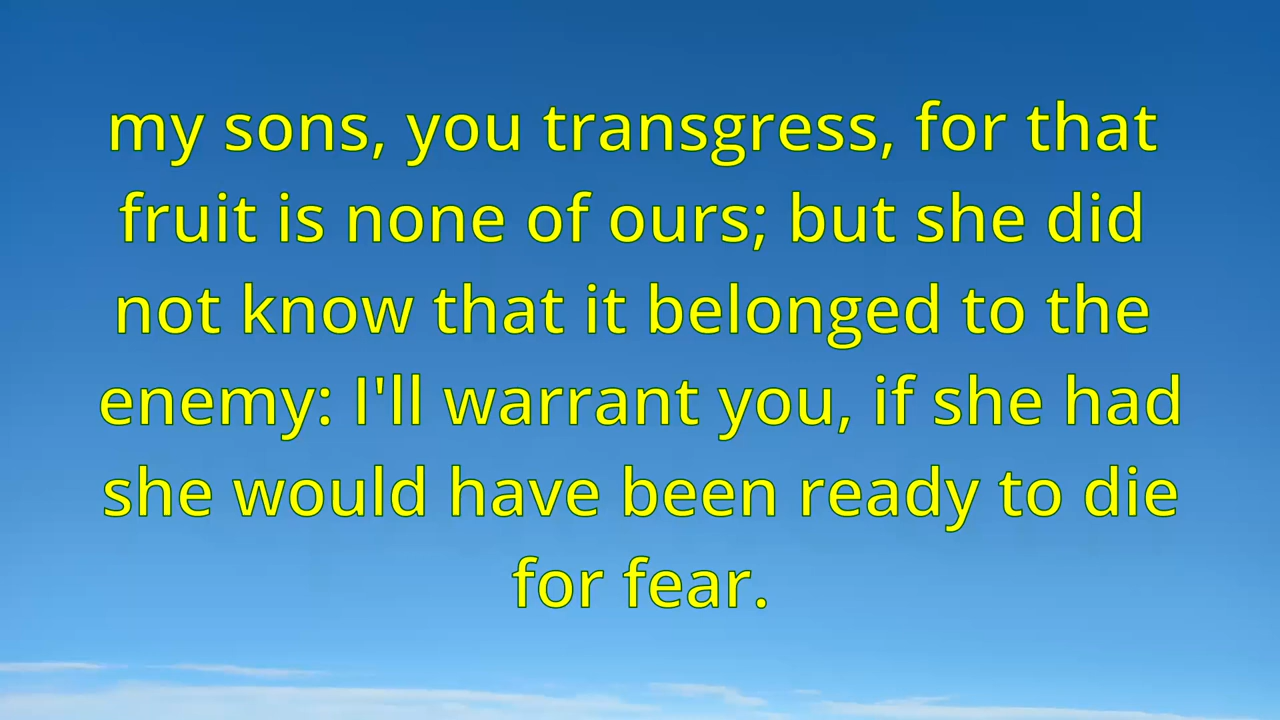 my sons, you transgress, for that
fruit is none of ours; but she did
not know that it belonged to the
enemy: I'll warrant you, if she had
she would have been ready to die
for fear.